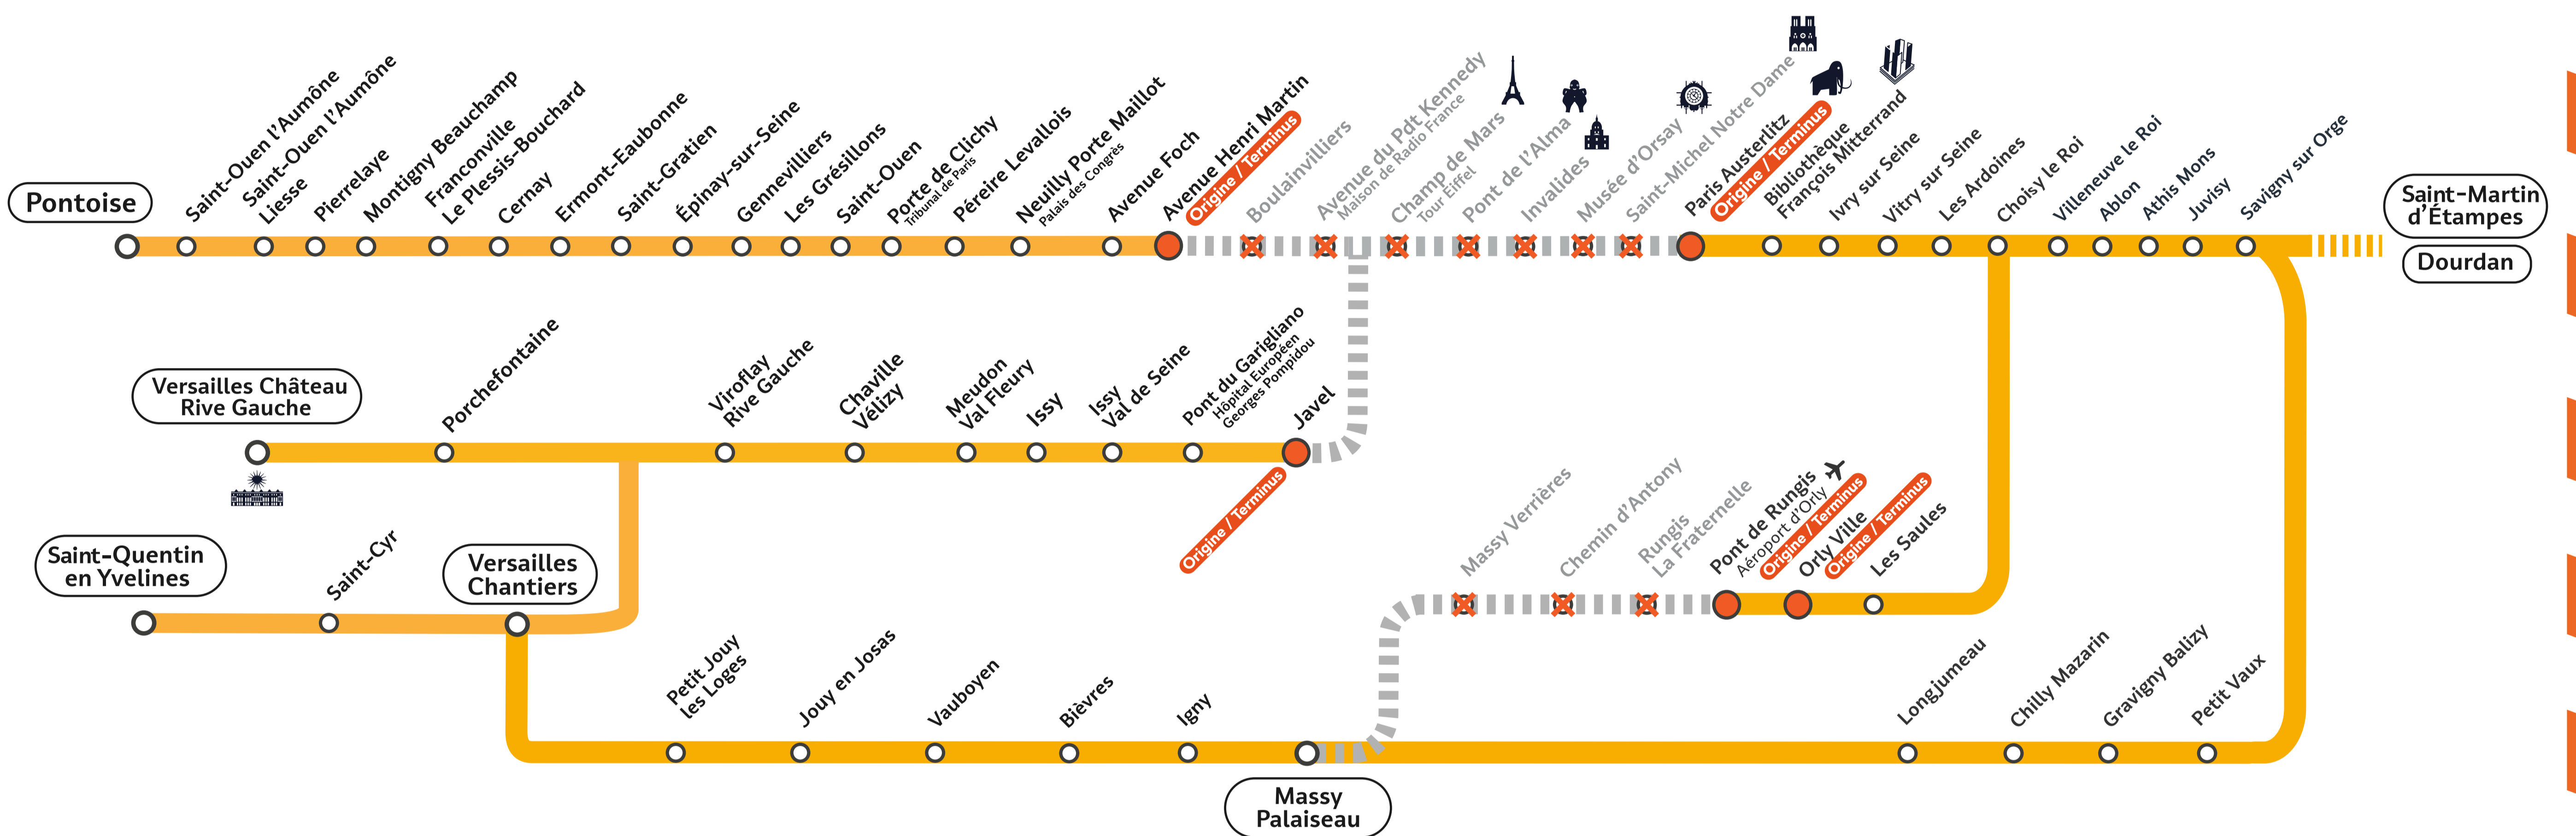 Pontoise
Saint-Ouen l'Aumône
Saint-Ouen l'Aumône
Liesse
Pierrelaye
Montigny Beauchamp
Franconville
Le Plessis-Bouchard
Cernay
Ermont-Eaubonne
Saint-Gratien
Épinay-sur-Seine
Gennevilliers
Les Grésillons
Saint-Ouen
Porte de Clichy
Tribunal de Paris
Péreire Levallois
Neuilly Porte Maillot
Palais des Congrès
Avenue Foch
Avenue Henri Martin
Origine / Terminus
Boulainvilliers
Avenue du Pdt Kennedy
Maison de Radio France
Champ de Mars
Tour Eiffel
Pont de l'Alma
Invalides
Musée d'Orsay
Saint-Michel Notre Dame
Paris Austerlitz
Origine / Terminus
Bibliothèque
François Mitterrand
Ivry sur Seine
Vitry sur Seine
Les Ardoines
Choisy le Roi
Villeneuve le Roi
Ablon
Athis Mons
Juvisy
Savigny sur Orge
Saint-Martin
d'Étampes
Dourdan
Versailles Château
Rive Gauche
Porchefontaine
Viroflay
Rive Gauche
Chaville
Vélizy
Meudon
Val Fleury
Issy
Issy
Val de Seine
Pont du Garigliano
Hôpital Européen
Georges Pompidou
Javel
Origine / Terminus
Saint-Quentin
en Yvelines
Saint-Cyr
Versailles
Chantiers
Massy Verrières
Chemin d'Antony
Rungis
La Fraternelle
Pont de Rungis
Aéroport d'Orly
Origine / Terminus
Orly Ville
Origine / Terminus
Les Saules
Petit Jouy
les Loges
Jouy en Josas
Vauboyen
Bièvres
Igny
Massy
Palaiseau
Longjumeau
Chilly Mazarin
Gravigny Balizy
Petit Vaux